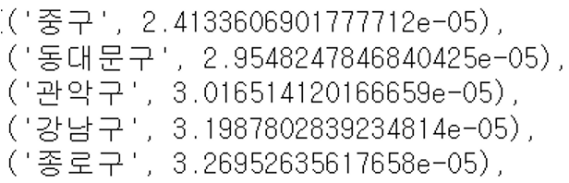 [('중구', 2.4133606901777712e-05),
('동대문구', 2.9548247846840425e-05),
('관악구', 3.016514120166659e-05),
('강남구', 3.1987802839234814e-05),
('종로구', 3.26952635617658e-05),